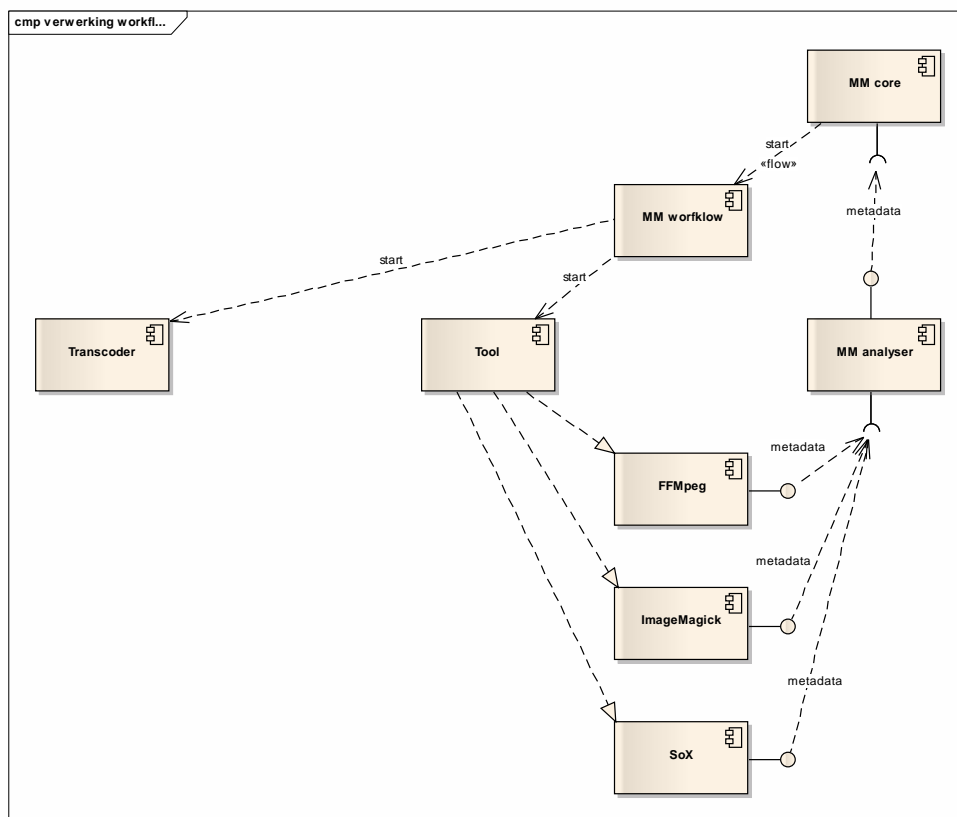 cmp verwerking workfl...
MM core
start
«flow»
MM worfklow
metadata
start
start
Transcoder
Tool
MM analyser
metadata
FFMpeg
metadata
ImageMagick
metadata
SoX